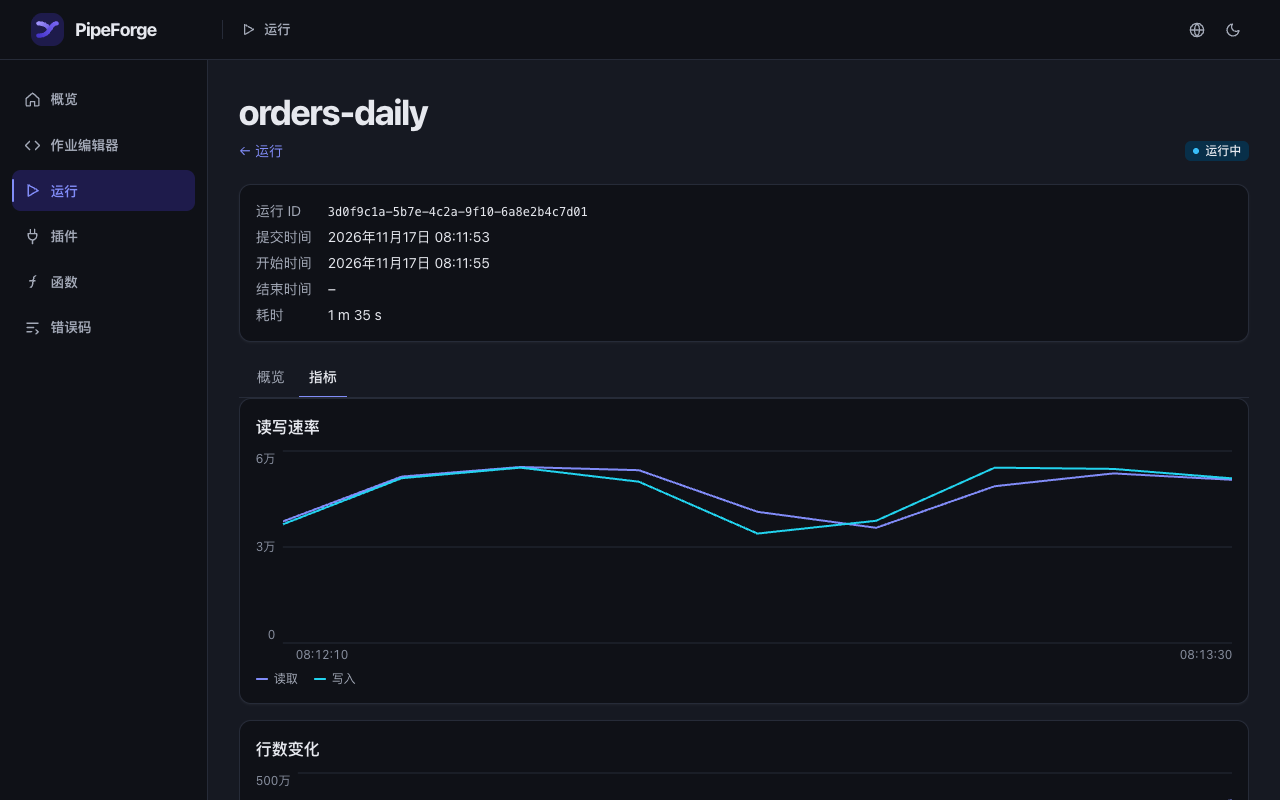 PipeForge
运行
概览
作业编辑器
运行
插件
函数
错误码
orders-daily
← 运行
运行中
运行 ID 3d0f9c1a-5b7e-4c2a-9f10-6a8e2b4c7d01
提交时间 2026年11月17日 08:11:53
开始时间 2026年11月17日 08:11:55
结束时间 –
耗时 1 m 35 s
概览 指标
读写速率
6万
3万
0
08:12:10 08:13:30
读取 写入
行数变化
500万